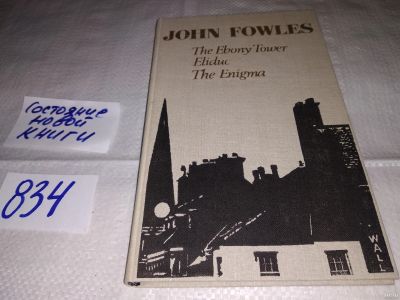 JOHN FOWLES
The Ebony Tower
Eliduc
The Enigma
WALL
Состояние
новой
книги
834